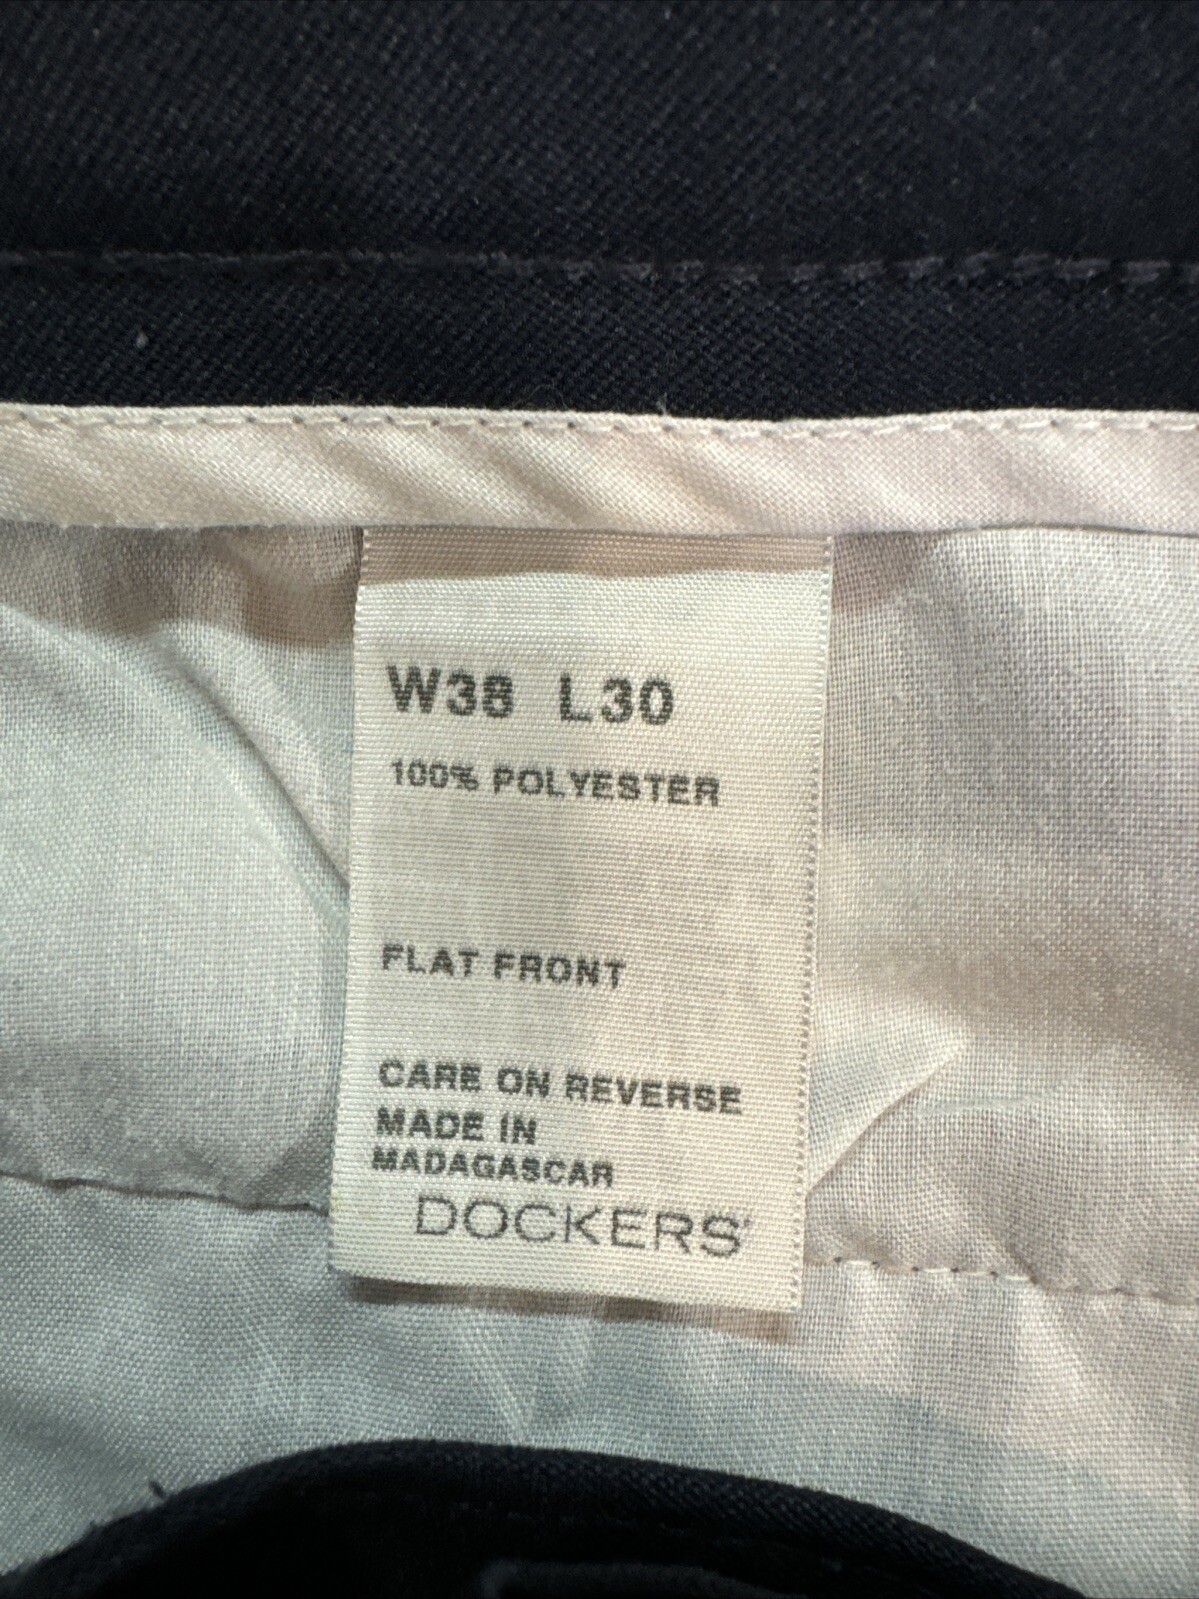 W38 L30
100% POLYESTER
FLAT FRONT
CARE ON REVERSE
MADE IN
MADAGASCAR
DOCKERS®